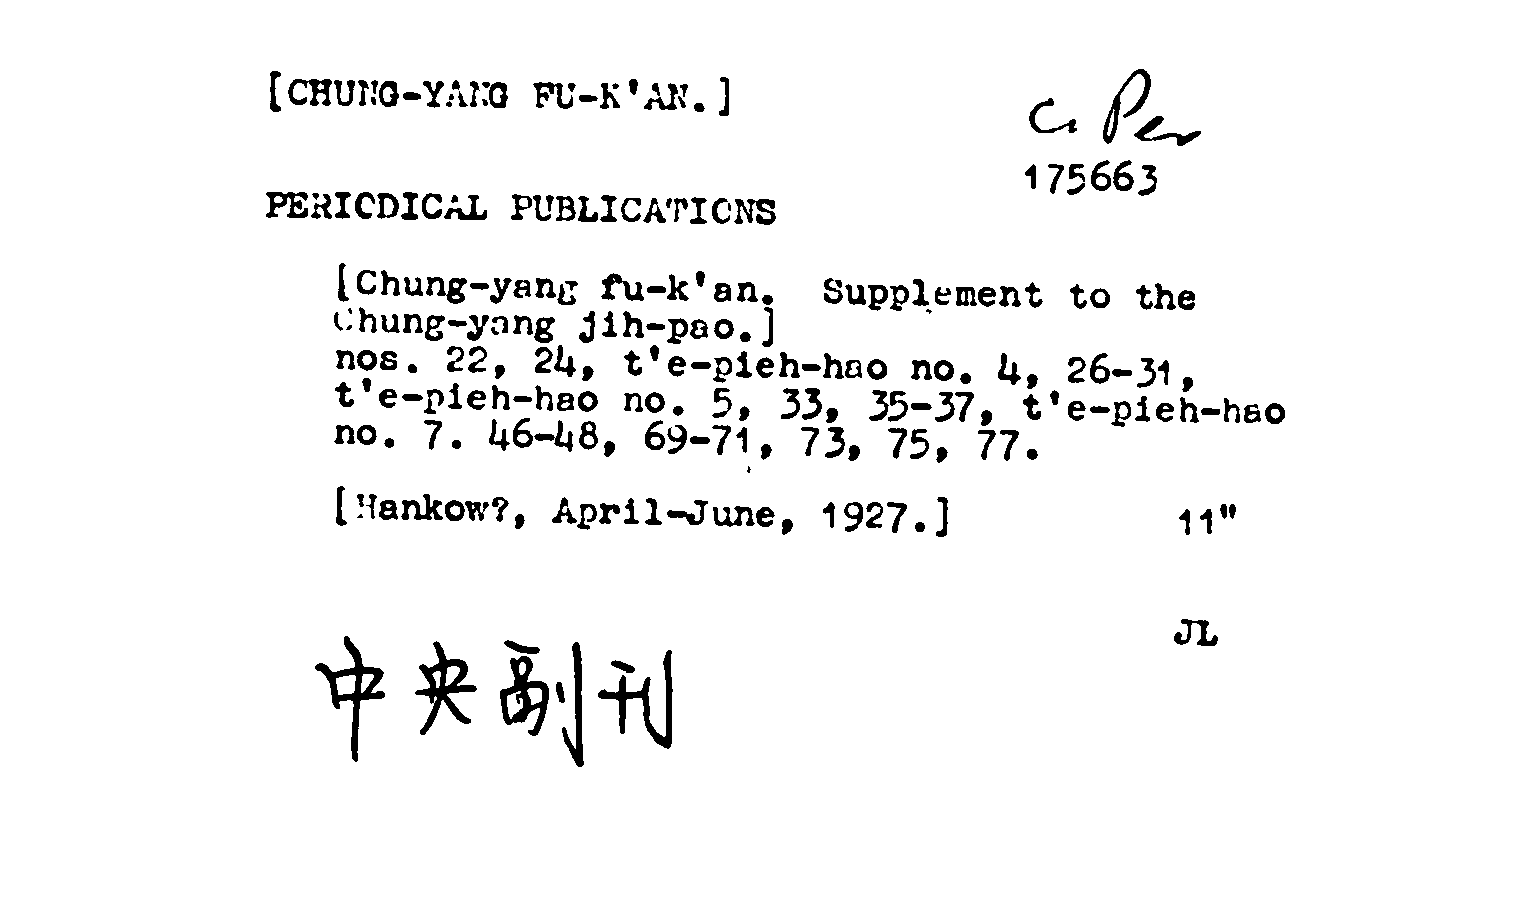 [CHUNG-YANG FU-K'AN.]
C. Per
175663
PERIODICAL PUBLICATIONS
[Chung-yang fu-k'an. Supplement to the
Chung-yang jih-pao.]
nos. 22, 24, t'e-pieh-hao no. 4, 26-31,
t'e-pieh-hao no. 5, 33, 35-37, t'e-pieh-hao
no. 7. 46-48, 69-71, 73, 75, 77.
[Hankow?, April-June, 1927.] 11"
JL
中央副刊